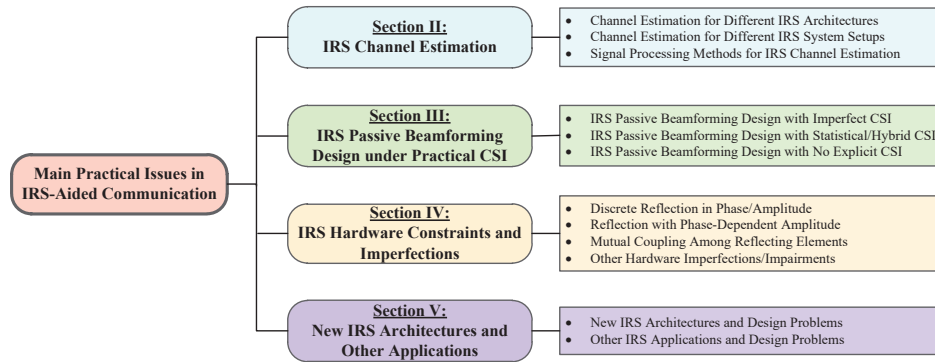 Main Practical Issues in
IRS-Aided Communication
Section II:
IRS Channel Estimation
• Channel Estimation for Different IRS Architectures
• Channel Estimation for Different IRS System Setups
• Signal Processing Methods for IRS Channel Estimation
Section III:
IRS Passive Beamforming
Design under Practical CSI
• IRS Passive Beamforming Design with Imperfect CSI
• IRS Passive Beamforming Design with Statistical/Hybrid CSI
• IRS Passive Beamforming Design with No Explicit CSI
Section IV:
IRS Hardware Constraints and
Imperfections
• Discrete Reflection in Phase/Amplitude
• Reflection with Phase-Dependent Amplitude
• Mutual Coupling Among Reflecting Elements
• Other Hardware Imperfections/Impairments
Section V:
New IRS Architectures and
Other Applications
• New IRS Architectures and Design Problems
• Other IRS Applications and Design Problems